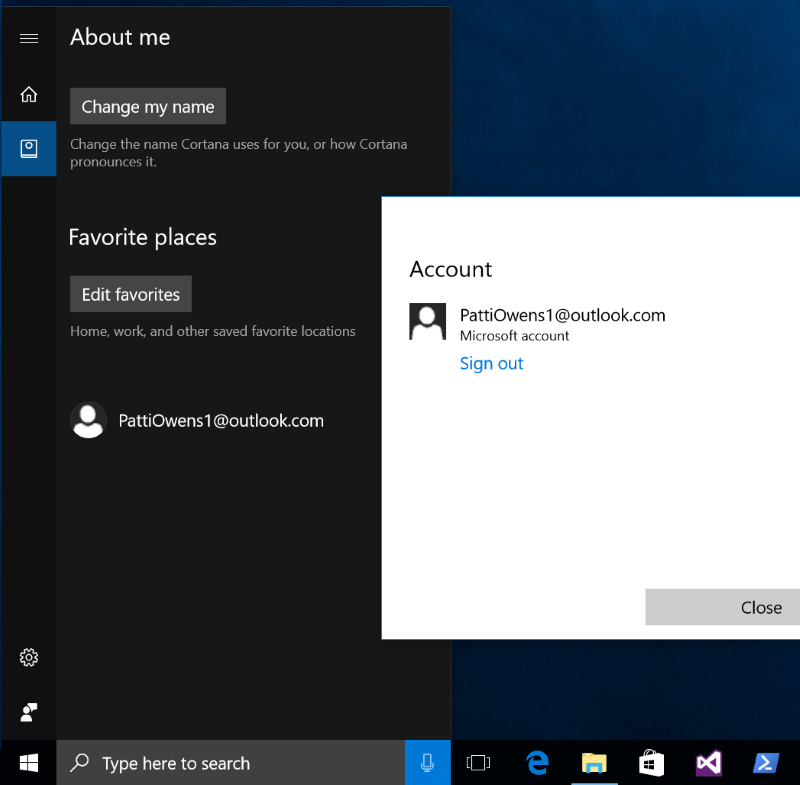 About me
Change my name
Change the name Cortana uses for you, or how Cortana
pronounces it.
Favorite places
Edit favorites
Home, work, and other saved favorite locations
PattiOwens1@outlook.com
Account
PattiOwens1@outlook.com
Microsoft account
Sign out
Close
Type here to search